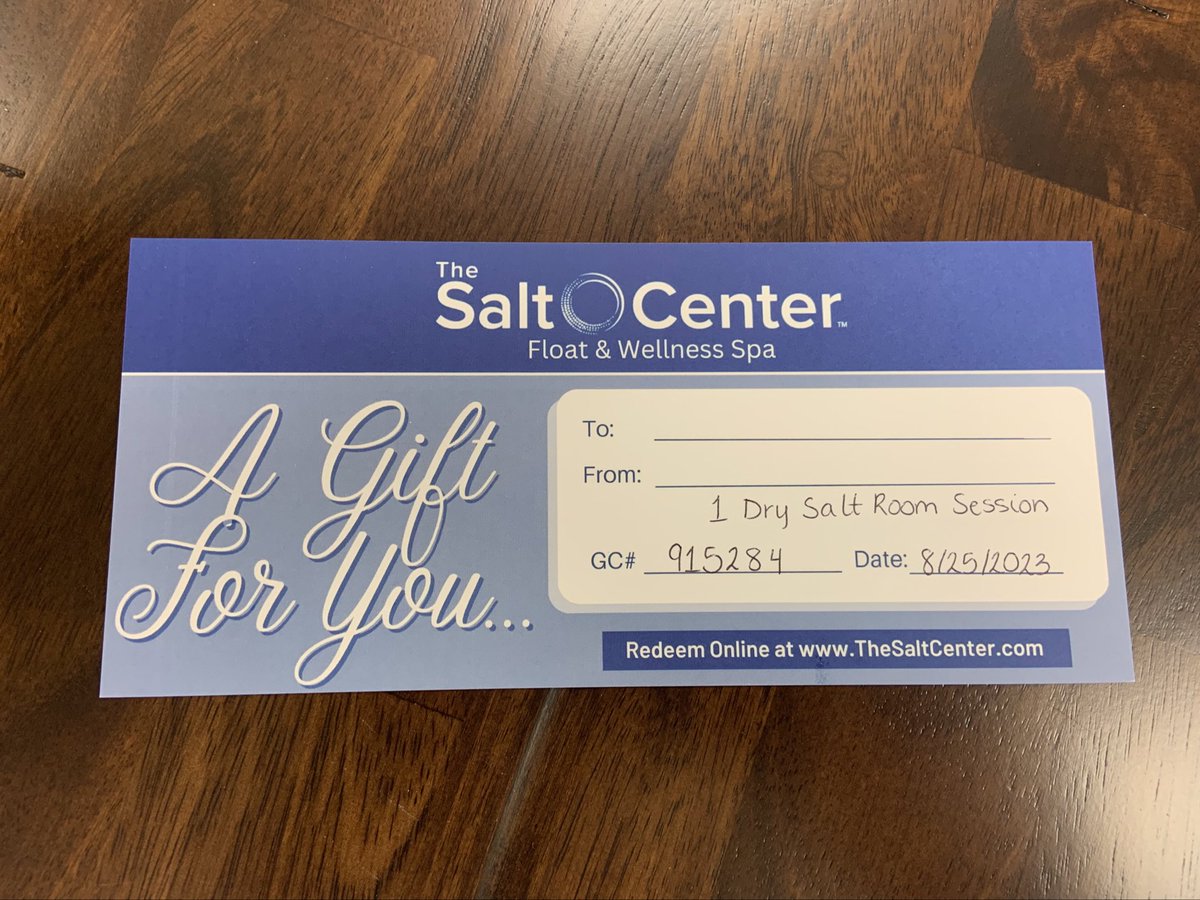 The
Salt Center™
Float & Wellness Spa
A Gift
For You...
To:
From:
1 Dry Salt Room Session
GC# 915284 Date: 8/25/2023
Redeem Online at www.TheSaltCenter.com